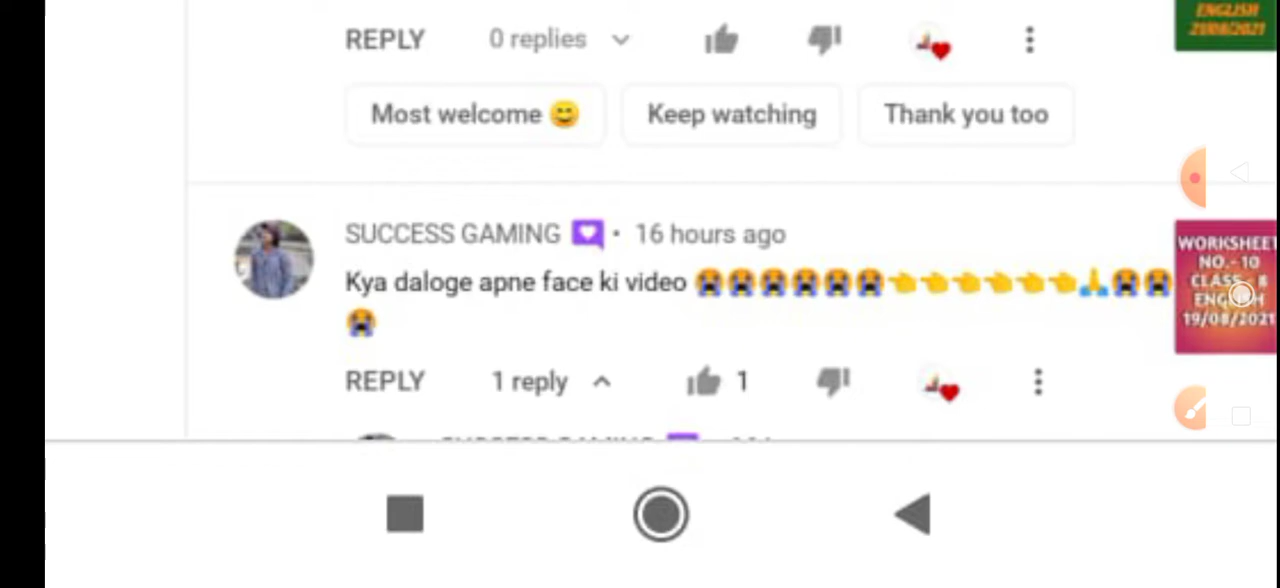 ENGLISH
REPLY 0 replies
Most welcome 😊 Keep watching Thank you too
SUCCESS GAMING • 16 hours ago
Kya daloge apne face ki video 😭😭😭😭😭😭👈👈👈👈👈👈🙏😭😭
😭
WORKSHEET
NO.- 10
CLASS - 8
ENGLISH
19/08/2021
REPLY 1 reply 1